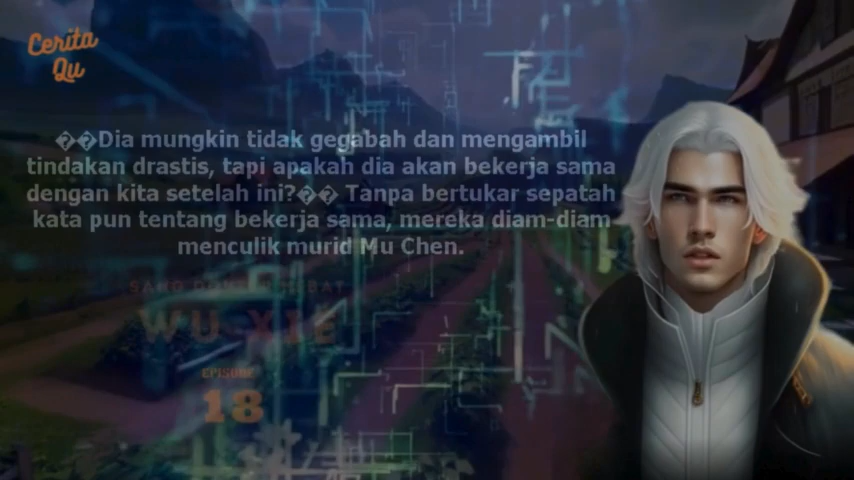 Cerita
Qu
��Dia mungkin tidak gegabah dan mengambil
tindakan drastis, tapi apakah dia akan bekerja sama
dengan kita setelah ini?�� Tanpa bertukar sepatah
kata pun tentang bekerja sama, mereka diam-diam
menculik murid Mu Chen.
WU XIE
EPISODE
18